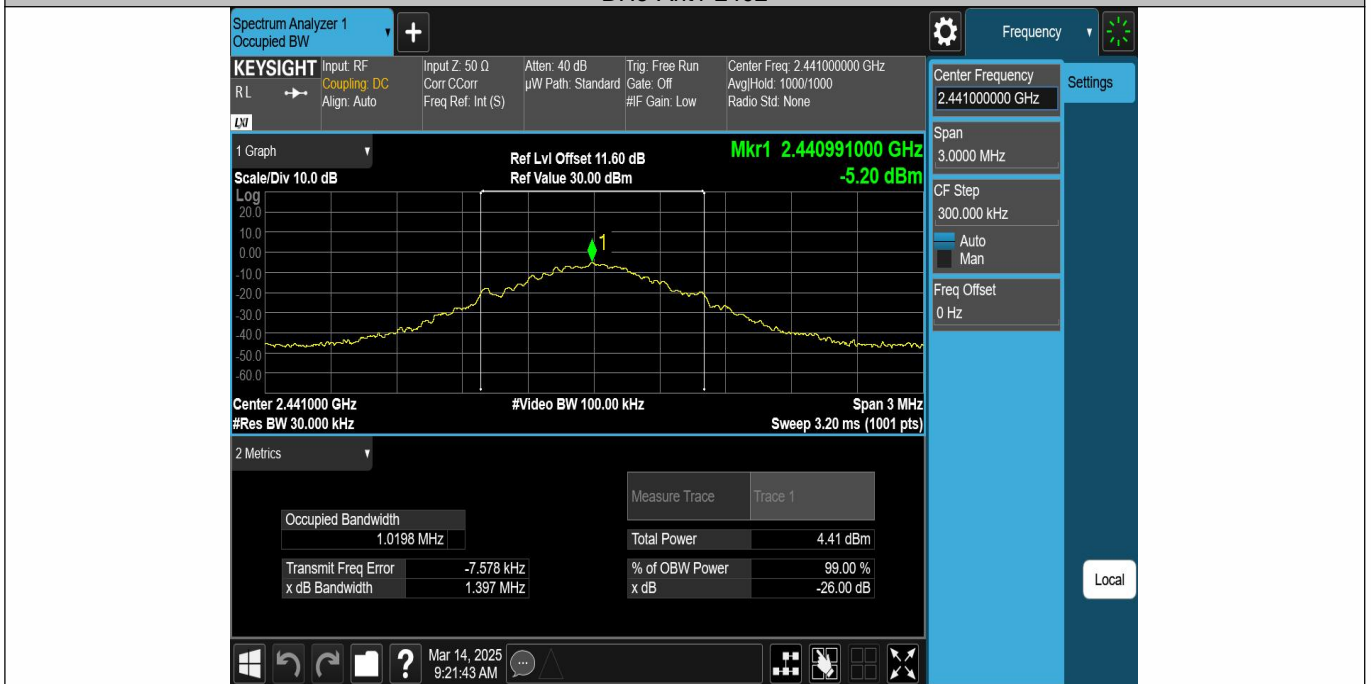 Spectrum Analyzer 1
Occupied BW
Frequency
KEYSIGHT
RL
LXI
Input: RF
Coupling: DC
Align: Auto
Input Z: 50 Ω
Corr CCorr
Freq Ref: Int (S)
Atten: 40 dB
µW Path: Standard
Trig: Free Run
Gate: Off
#IF Gain: Low
Center Freq: 2.441000000 GHz
Avg|Hold: 1000/1000
Radio Std: None
Center Frequency
2.441000000 GHz
Settings
Span
3.0000 MHz
CF Step
300.000 kHz
Auto
Man
Freq Offset
0 Hz
Local
1 Graph
Scale/Div 10.0 dB
Ref Lvl Offset 11.60 dB
Ref Value 30.00 dBm
Mkr1 2.440991000 GHz
-5.20 dBm
Log
20.0
10.0
0.00
-10.0
-20.0
-30.0
-40.0
-50.0
-60.0
1
Center 2.441000 GHz
#Video BW 100.00 kHz
Span 3 MHz
#Res BW 30.000 kHz
Sweep 3.20 ms (1001 pts)
2 Metrics
Measure Trace Trace 1
Occupied Bandwidth
1.0198 MHz
Total Power 4.41 dBm
Transmit Freq Error -7.578 kHz
% of OBW Power 99.00 %
x dB Bandwidth 1.397 MHz
x dB -26.00 dB
?
Mar 14, 2025
9:21:43 AM